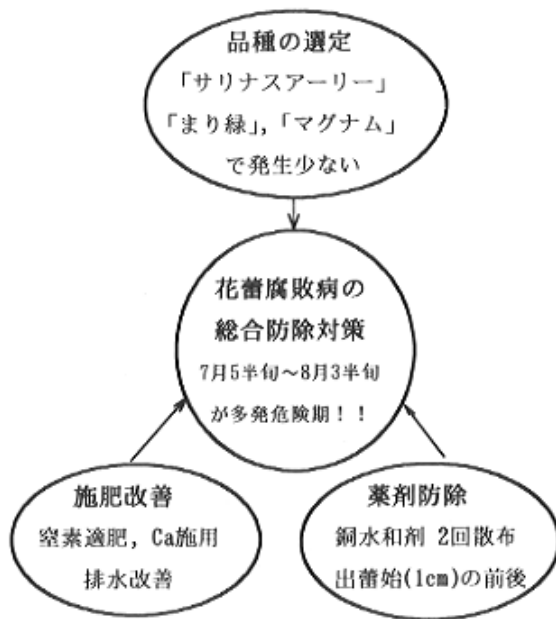 品種の選定
「サリナスアーリー」
「まり緑」,「マグナム」
で発生少ない
花蕾腐敗病の
総合防除対策
7月5半旬～8月3半旬
が多発危険期！！
施肥改善
窒素適肥, Ca施用
排水改善
薬剤防除
銅水和剤 2回散布
出蕾始(1cm)の前後